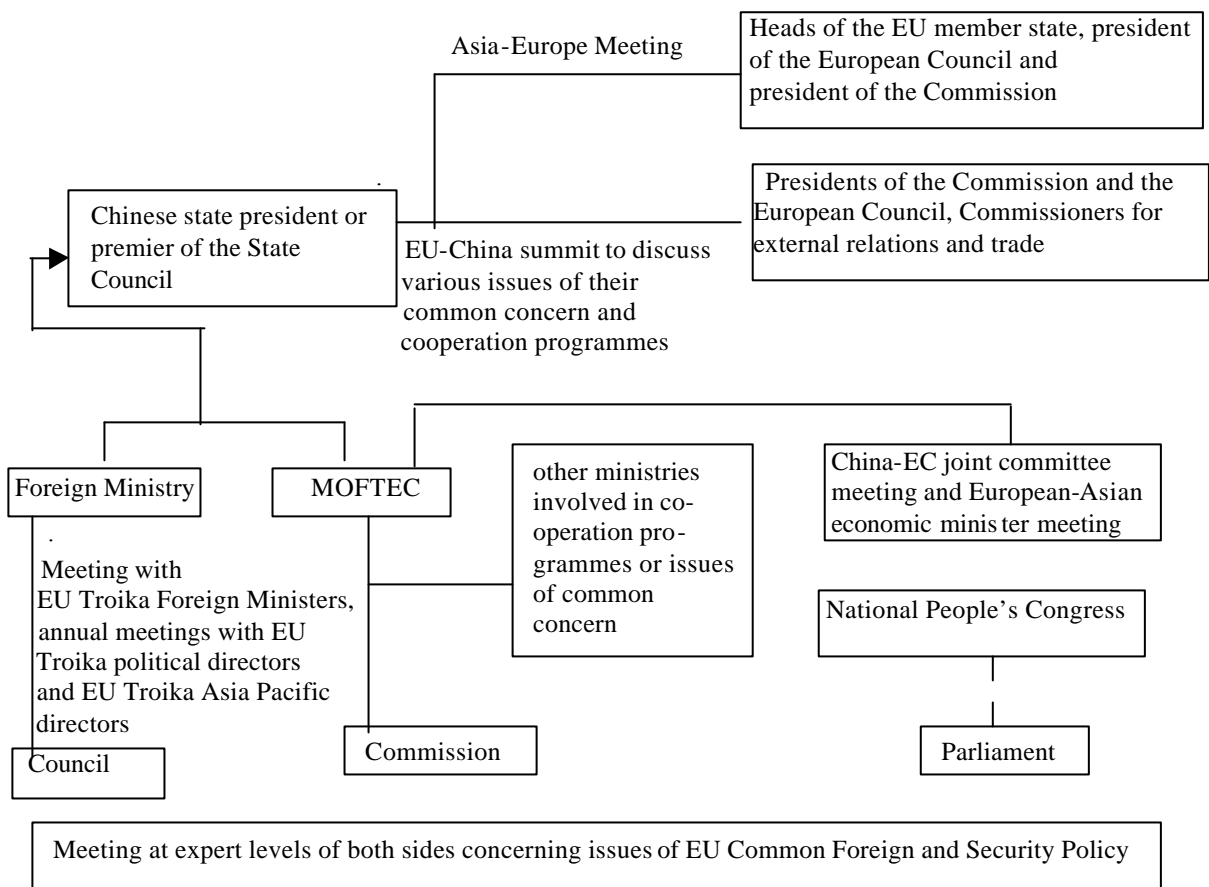 Asia-Europe Meeting
Heads of the EU member state, president
of the European Council and
president of the Commission
Presidents of the Commission and the
European Council, Commissioners for
external relations and trade
Chinese state president or
premier of the State
Council
EU-China summit to discuss
various issues of their
common concern and
cooperation programmes
Foreign Ministry
MOFTEC
other ministries
involved in co-
operation pro-
grammes or issues
of common
concern
China-EC joint committee
meeting and European-Asian
economic minister meeting
Meeting with
EU Troika Foreign Ministers,
annual meetings with EU
Troika political directors
and EU Troika Asia Pacific
directors
National People's Congress
Council
Commission
Parliament
Meeting at expert levels of both sides concerning issues of EU Common Foreign and Security Policy